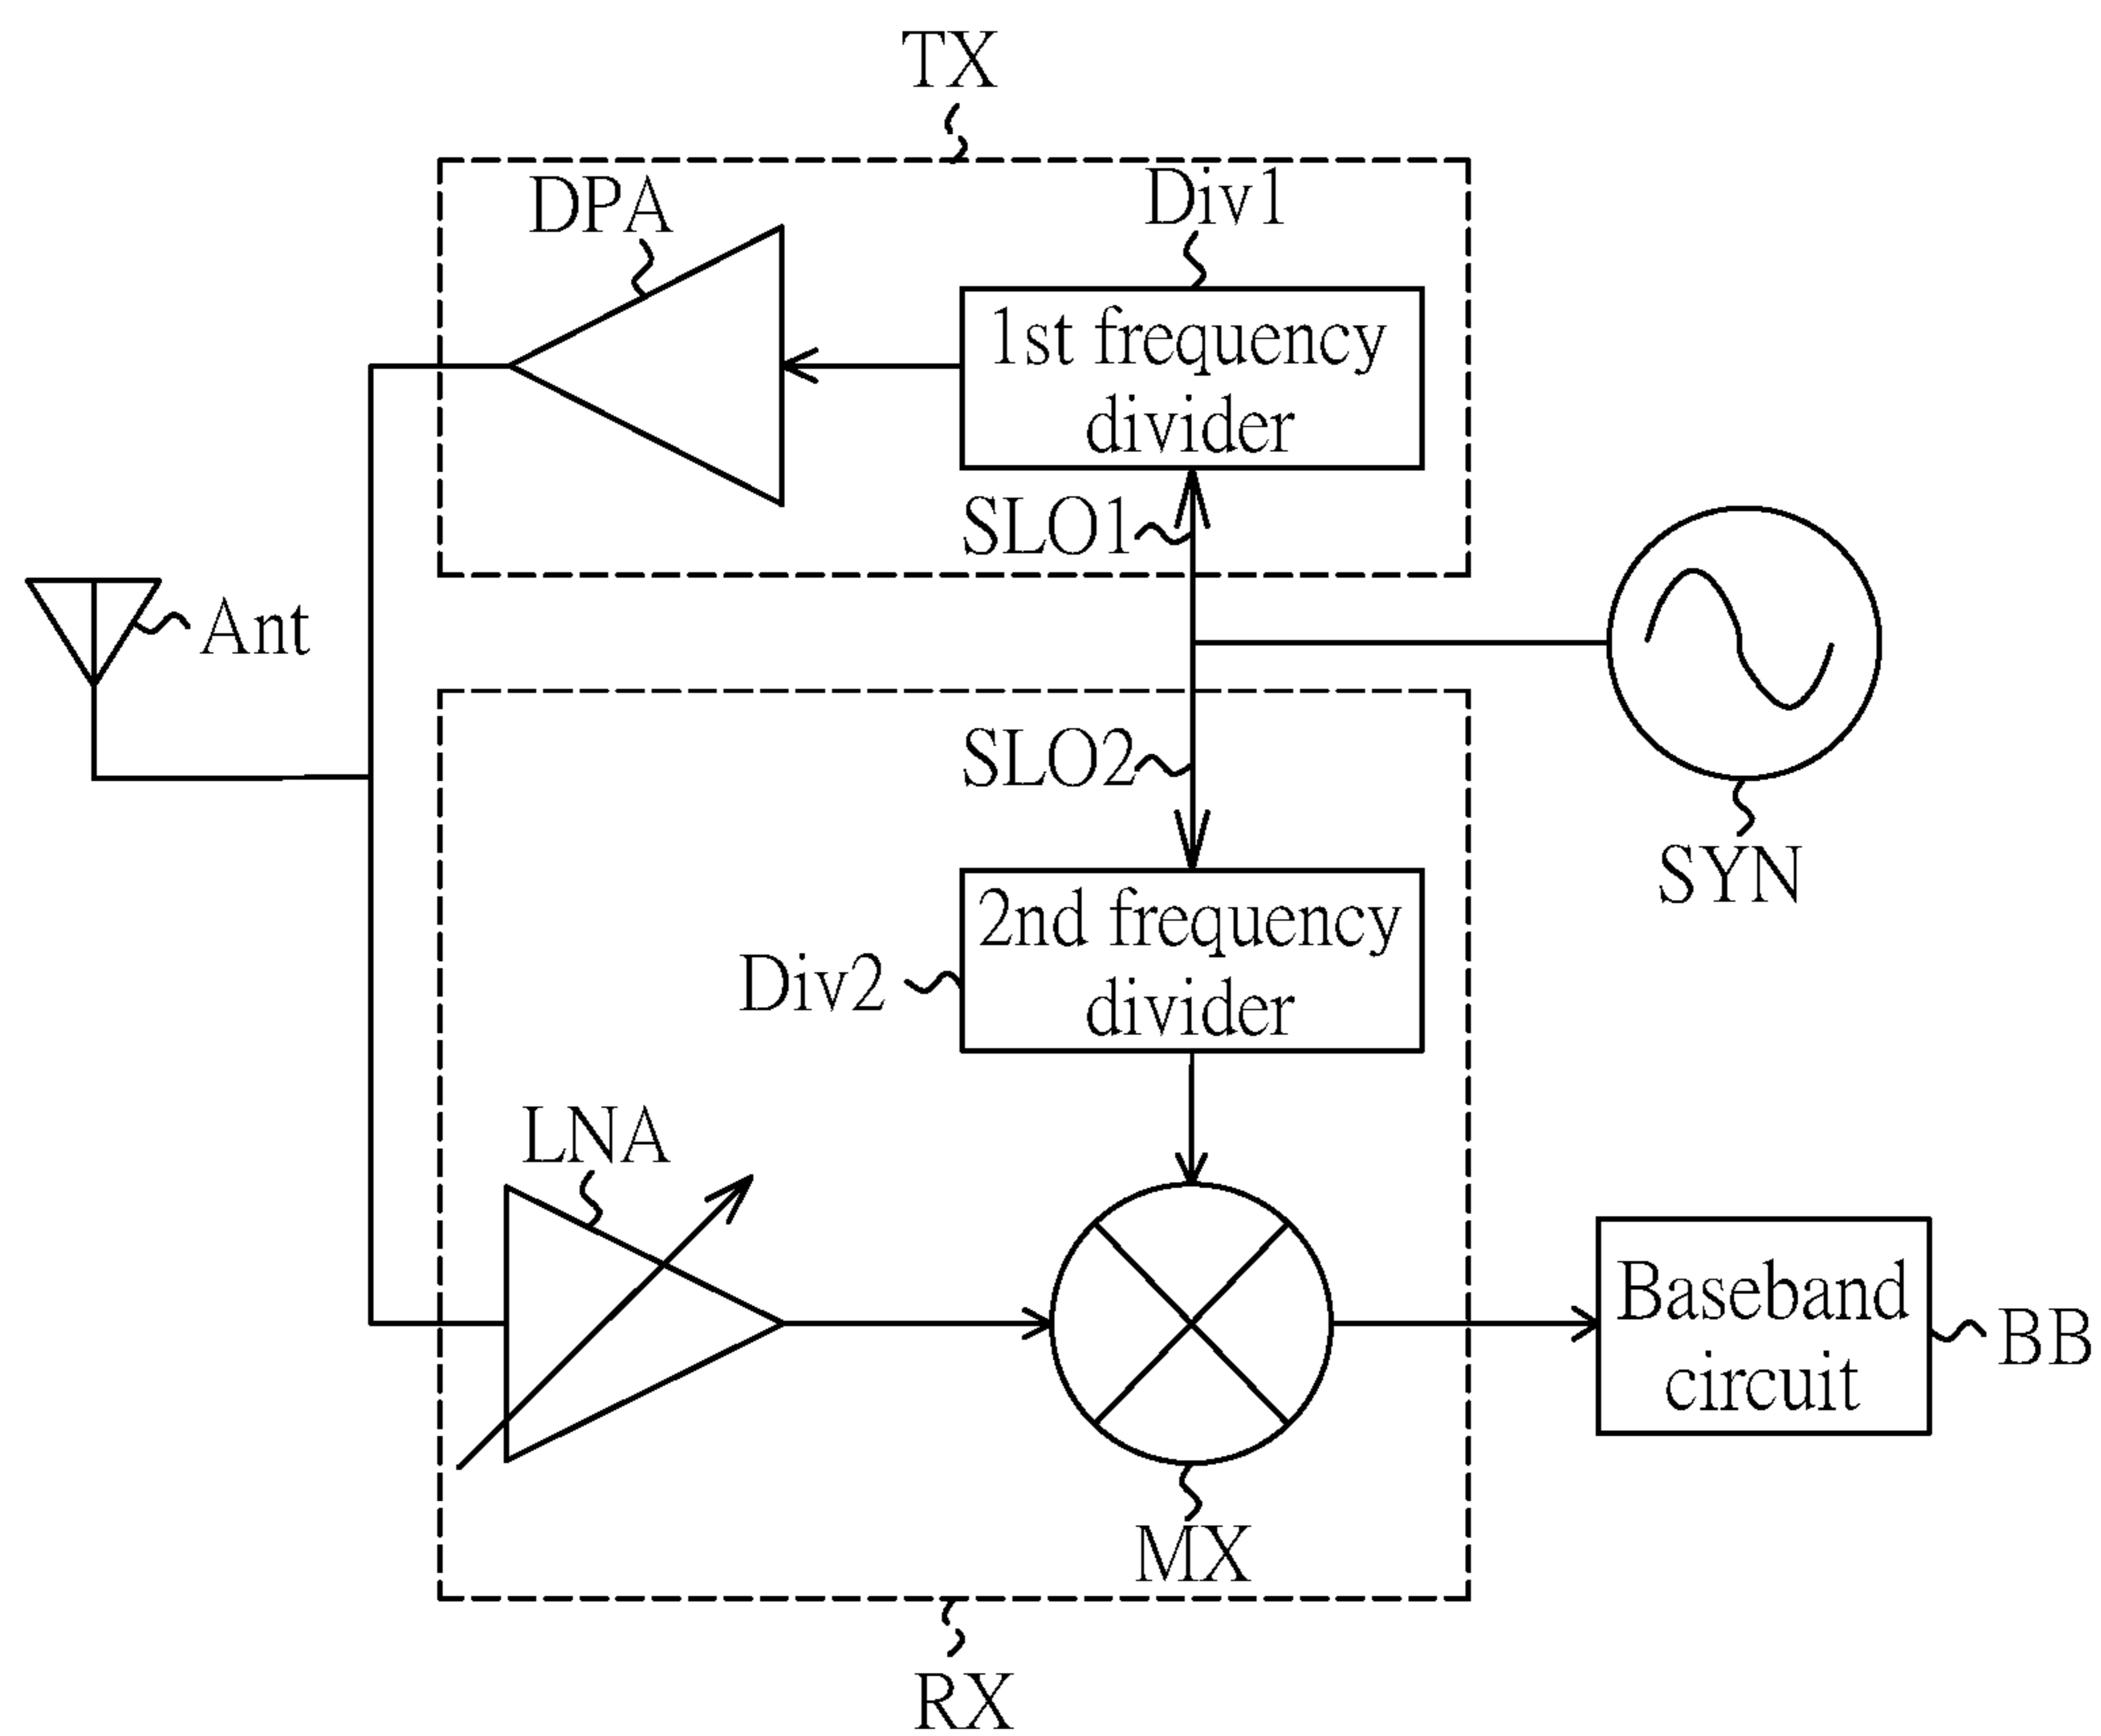 TX
DPA
Div1
1st frequency
divider
SLO1
Ant
SLO2
SYN
2nd frequency
divider
Div2
LNA
Baseband
circuit
BB
MX
RX